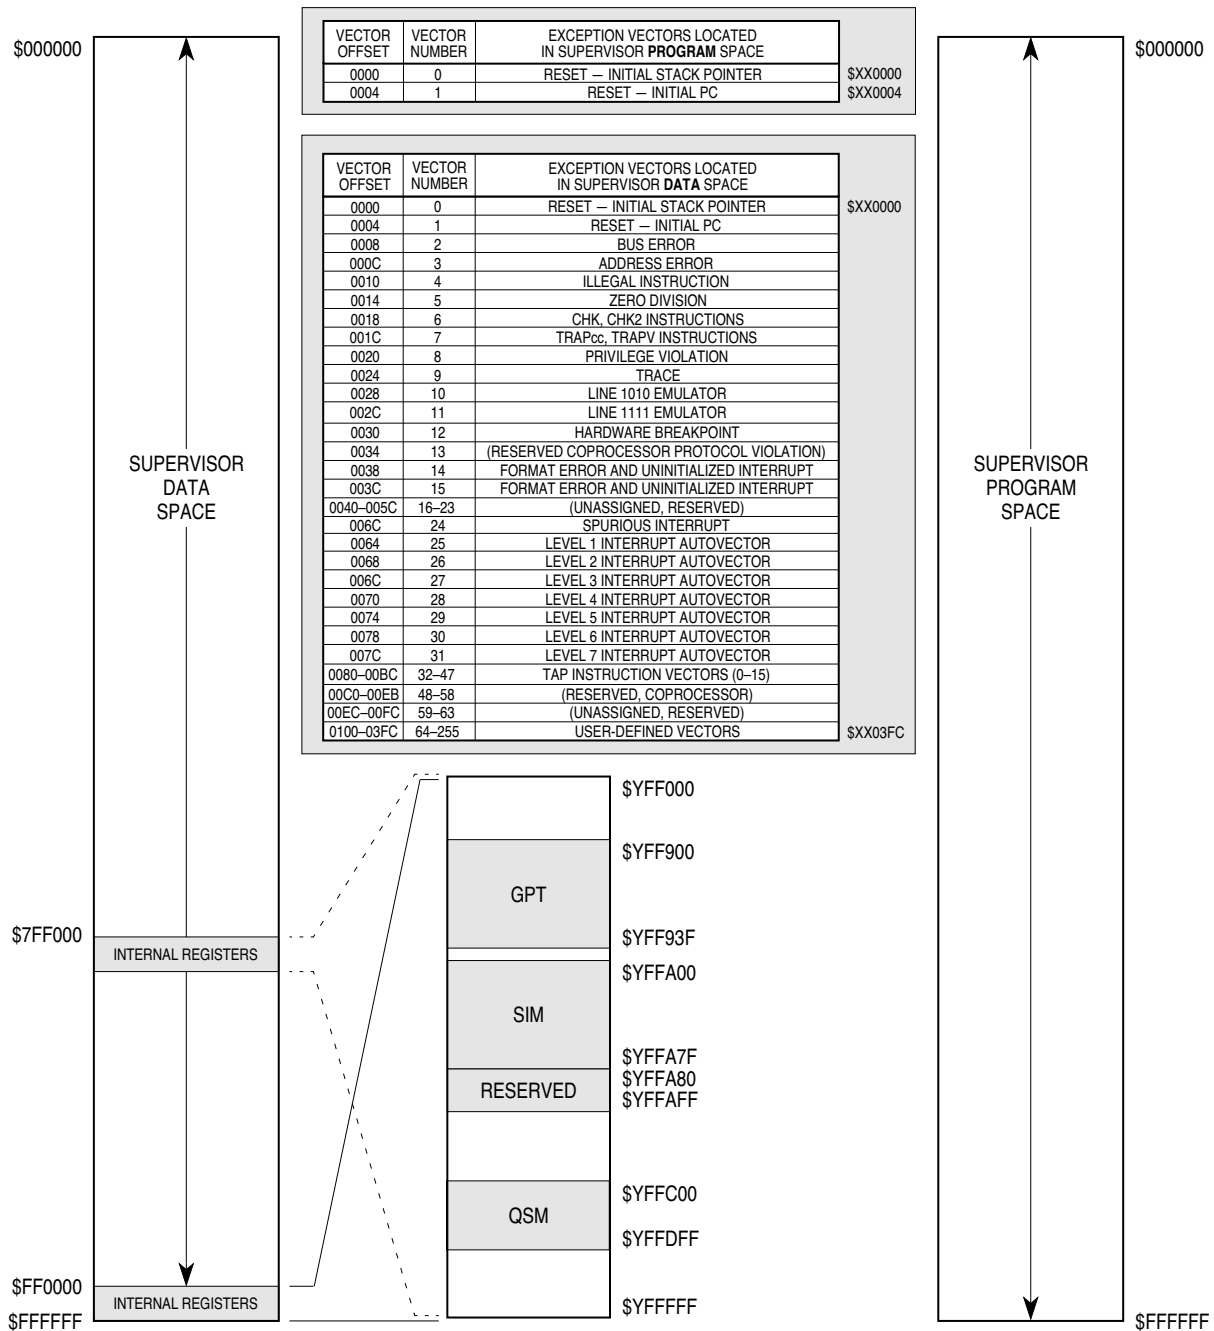 $000000
VECTOR OFFSET VECTOR NUMBER EXCEPTION VECTORS LOCATED IN SUPERVISOR PROGRAM SPACE
0000 0 RESET — INITIAL STACK POINTER $XX0000
0004 1 RESET — INITIAL PC $XX0004
$000000
VECTOR OFFSET VECTOR NUMBER EXCEPTION VECTORS LOCATED IN SUPERVISOR DATA SPACE
0000 0 RESET — INITIAL STACK POINTER $XX0000
0004 1 RESET — INITIAL PC
0008 2 BUS ERROR
000C 3 ADDRESS ERROR
0010 4 ILLEGAL INSTRUCTION
0014 5 ZERO DIVISION
0018 6 CHK, CHK2 INSTRUCTIONS
001C 7 TRAPcc, TRAPV INSTRUCTIONS
0020 8 PRIVILEGE VIOLATION
0024 9 TRACE
0028 10 LINE 1010 EMULATOR
002C 11 LINE 1111 EMULATOR
0030 12 HARDWARE BREAKPOINT
0034 13 (RESERVED COPROCESSOR PROTOCOL VIOLATION)
0038 14 FORMAT ERROR AND UNINITIALIZED INTERRUPT
003C 15 FORMAT ERROR AND UNINITIALIZED INTERRUPT
0040–005C 16–23 (UNASSIGNED, RESERVED)
006C 24 SPURIOUS INTERRUPT
0064 25 LEVEL 1 INTERRUPT AUTOVECTOR
0068 26 LEVEL 2 INTERRUPT AUTOVECTOR
006C 27 LEVEL 3 INTERRUPT AUTOVECTOR
0070 28 LEVEL 4 INTERRUPT AUTOVECTOR
0074 29 LEVEL 5 INTERRUPT AUTOVECTOR
0078 30 LEVEL 6 INTERRUPT AUTOVECTOR
007C 31 LEVEL 7 INTERRUPT AUTOVECTOR
0080–00BC 32–47 TAP INSTRUCTION VECTORS (0–15)
00C0–00EB 48–58 (RESERVED, COPROCESSOR)
00EC–00FC 59–63 (UNASSIGNED, RESERVED)
0100–03FC 64–255 USER-DEFINED VECTORS $XX03FC
SUPERVISOR
DATA
SPACE
SUPERVISOR
PROGRAM
SPACE
$7FF000
INTERNAL REGISTERS
$FF0000
INTERNAL REGISTERS
$FFFFFF
$YFF000
$YFF900
GPT
$YFF93F
$YFFA00
SIM
$YFFA7F
$YFFA80
RESERVED
$YFFAFF
$YFFC00
QSM
$YFFDFF
$YFFFFF
$FFFFFF